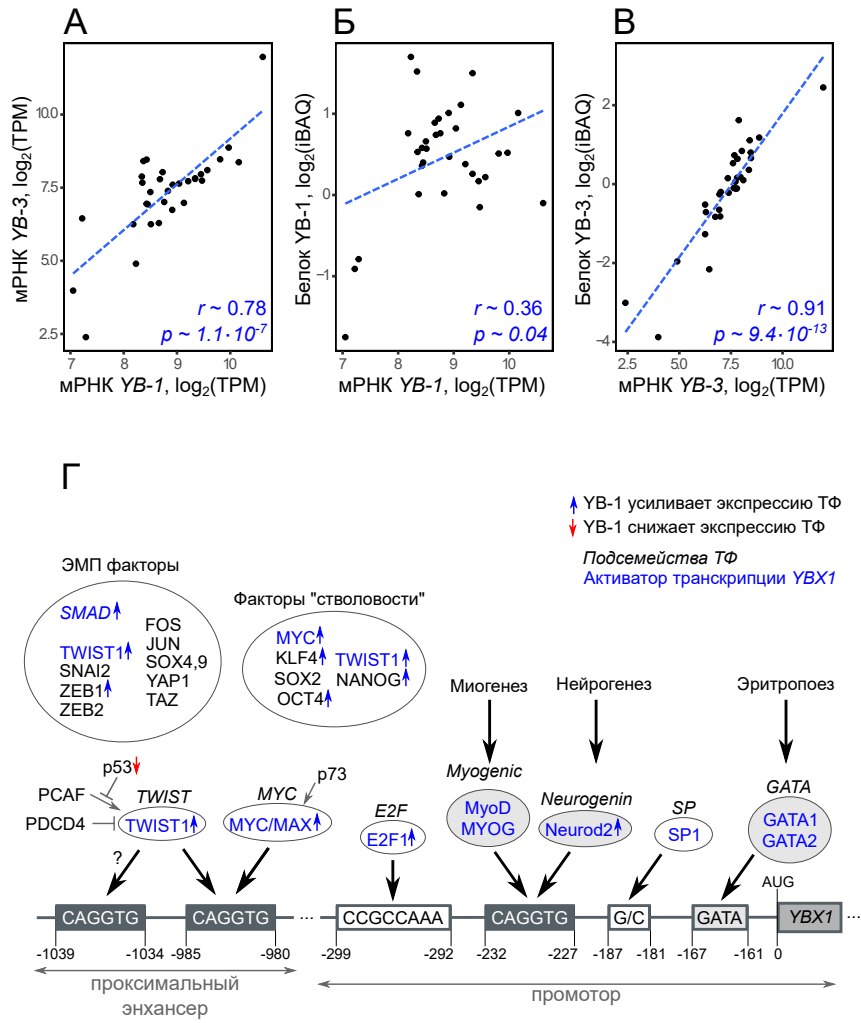 А
Б
В
мРНК YB-3, log2(TPM)
10.0
7.5
5.0
2.5
r ~ 0.78
p ~ 1.1·10-7
7 8 9 10
мРНК YB-1, log2(TPM)
Белок YB-1, log2(iBAQ)
1
0
−1
r ~ 0.36
p ~ 0.04
7 8 9 10
мРНК YB-1, log2(TPM)
Белок YB-3, log2(iBAQ)
2
0
−2
−4
r ~ 0.91
p ~ 9.4·10-13
2.5 5.0 7.5 10.0
мРНК YB-3, log2(TPM)
Г
YB-1 усиливает экспрессию ТФ
YB-1 снижает экспрессию ТФ
Подсемейства ТФ
Активатор транскрипции YBX1
ЭМП факторы
SMAD
TWIST1
SNAI2
ZEB1
ZEB2
FOS
JUN
SOX4,9
YAP1
TAZ
Факторы "стволовости"
MYC
KLF4
SOX2
OCT4
TWIST1
NANOG
Миогенез
Нейрогенез
Эритропоез
p53
PCAF
PDCD4
TWIST
TWIST1
?
p73
MYC
MYC/MAX
E2F
E2F1
Myogenic
MyoD
MYOG
Neurogenin
Neurod2
SP
SP1
GATA
GATA1
GATA2
AUG
CAGGTG CAGGTG ... CCGCCAAA CAGGTG G/C GATA YBX1 ...
-1039 -1034 -985 -980 -299 -292 -232 -227 -187 -181 -167 -161 0
проксимальный
энхансер
промотор